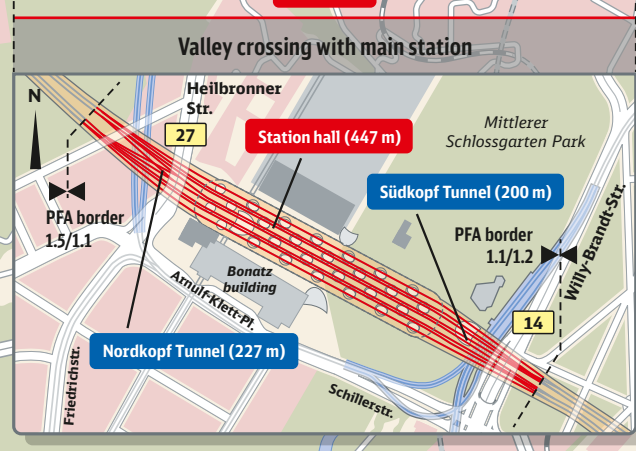 Valley crossing with main station
N
Heilbronner
Str.
27
Station hall (447 m)
Mittlerer
Schlossgarten Park
Südkopf Tunnel (200 m)
PFA border
1.5/1.1
PFA border
1.1/1.2
Willy-Brandt-Str.
Bonatz
building
Arnulf-Klett-Pl.
14
Nordkopf Tunnel (227 m)
Friedrichstr.
Schillerstr.